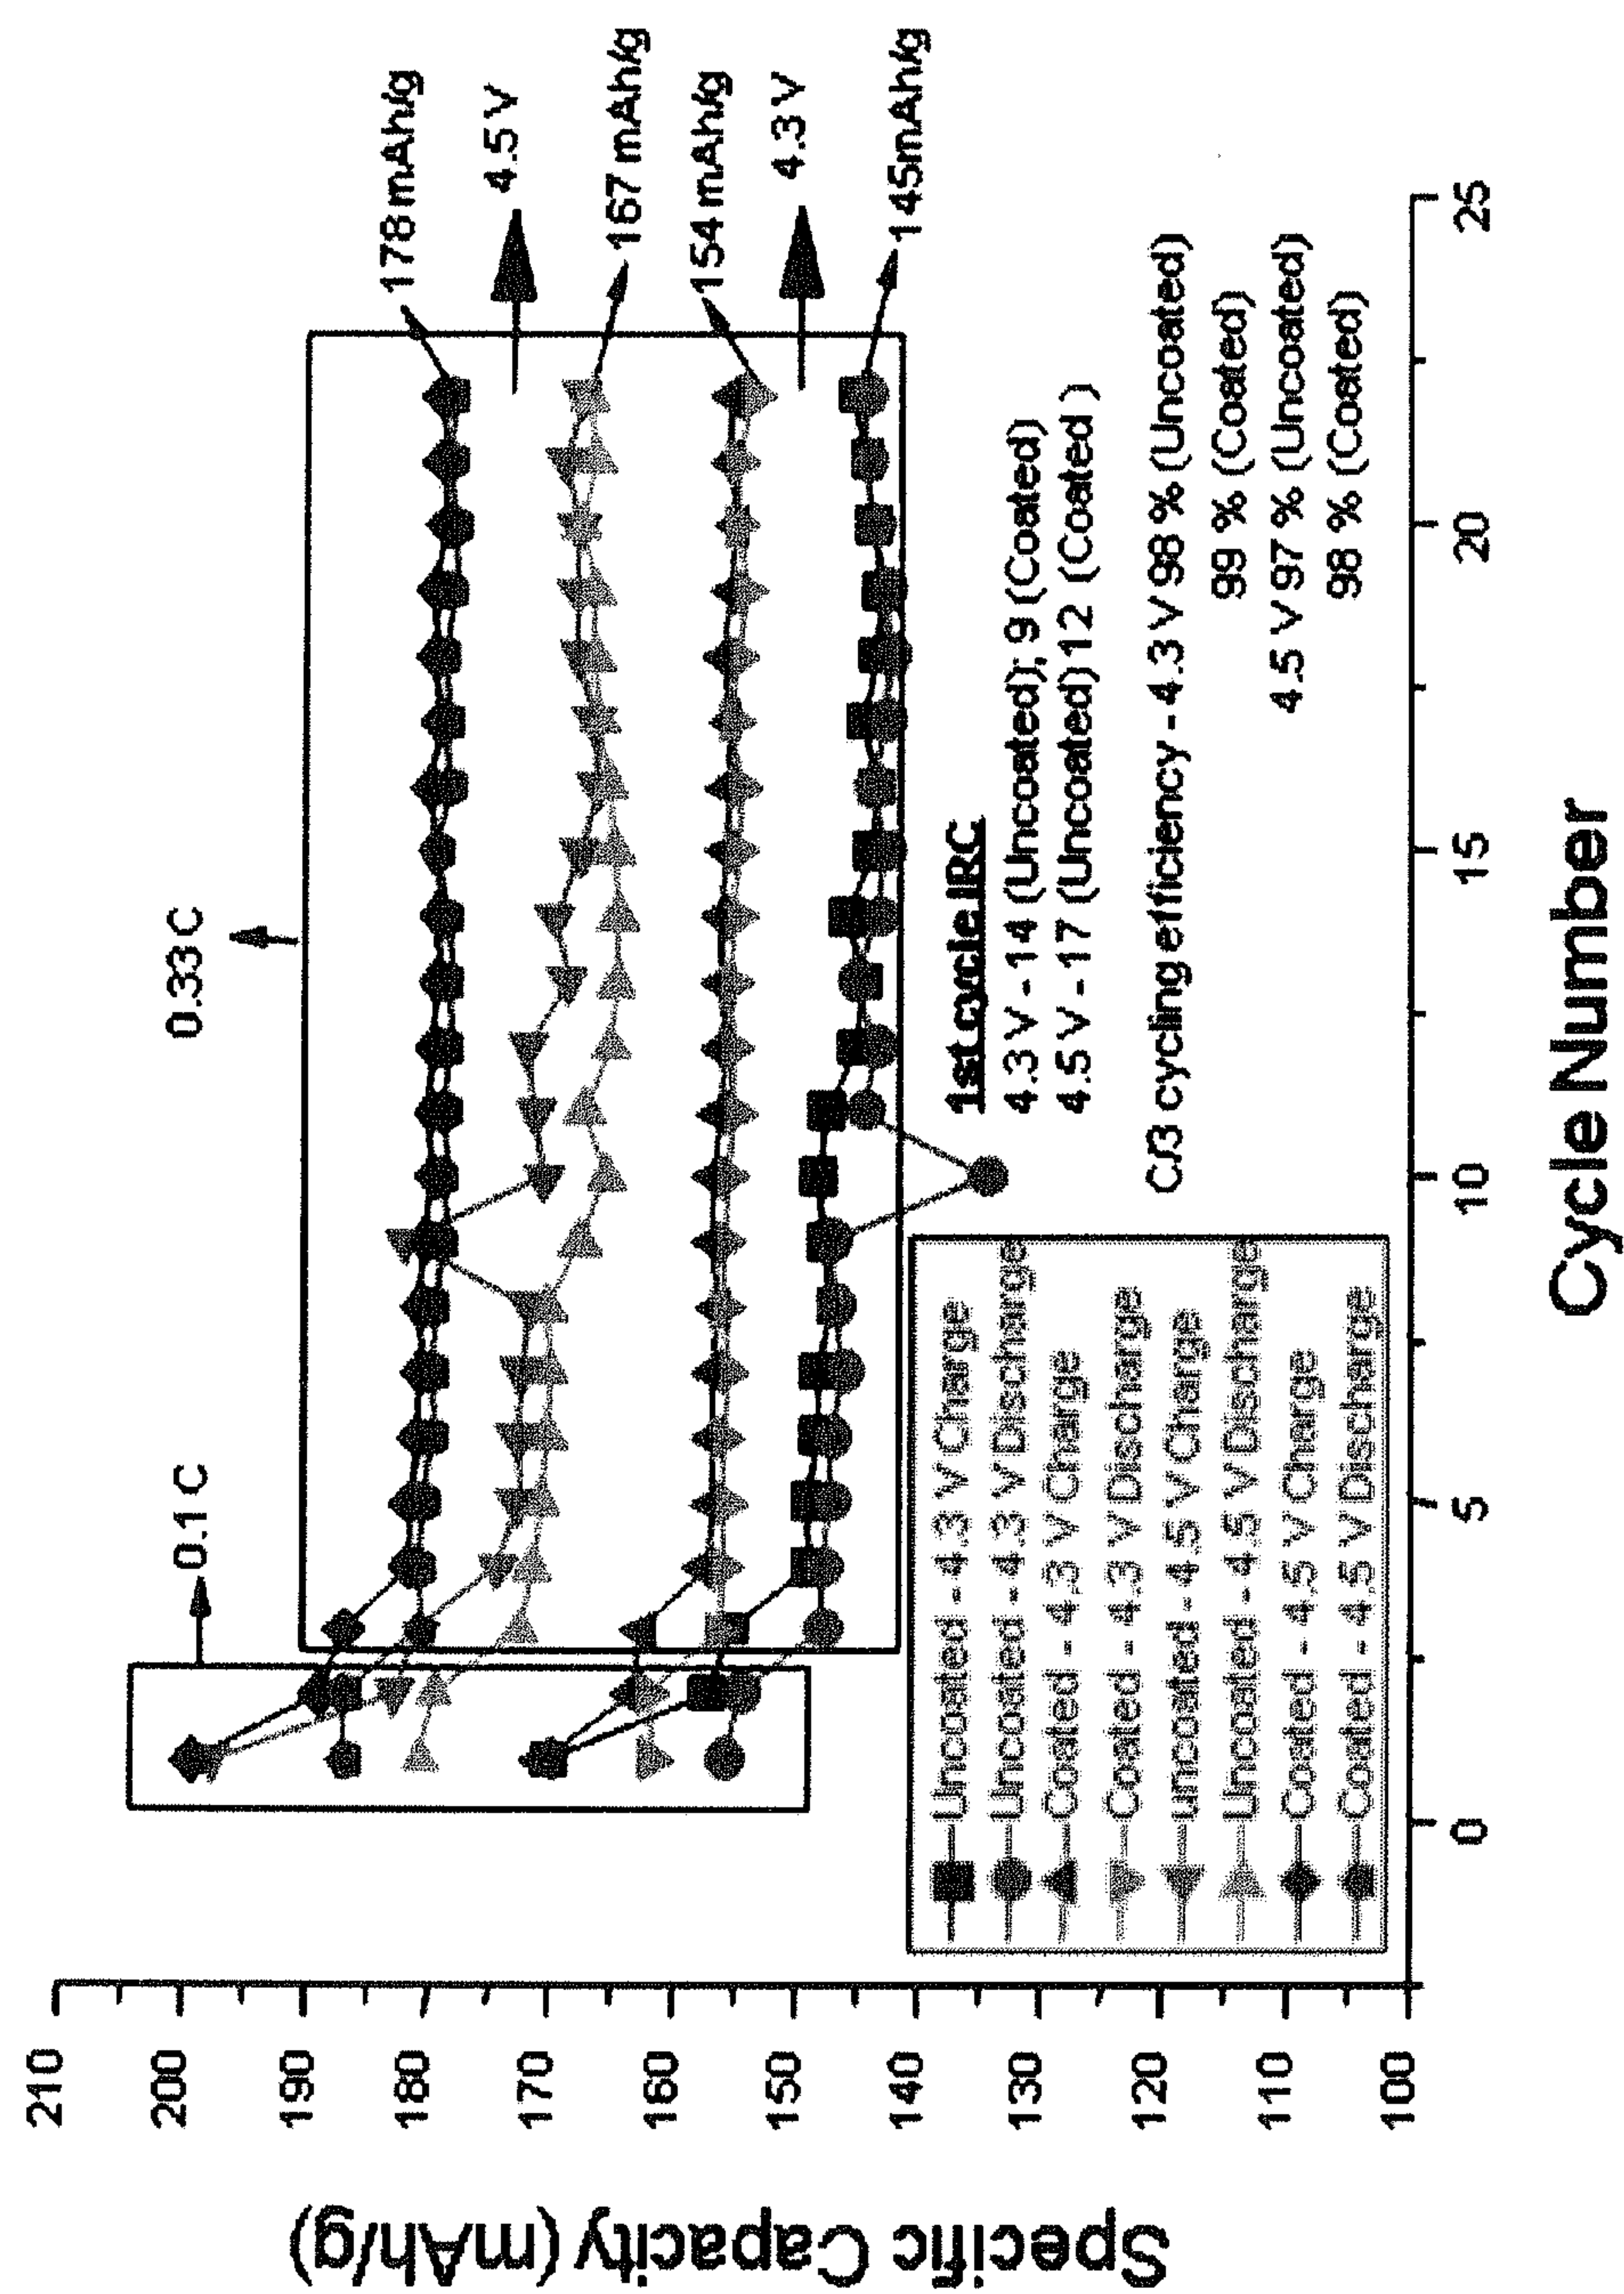 0.1 C
0.33 C
178 mAh/g
4.5 V
167 mAh/g
154 mAh/g
4.3 V
145mAh/g
1st cycle IRC
4.3 V - 14 (Uncoated); 9 (Coated)
4.5 V - 17 (Uncoated) 12 (Coated )
C/3 cycling efficiency - 4.3 V 98 % (Uncoated)
99 % (Coated)
4.5 V 97 % (Uncoated)
98 % (Coated)
Uncoated - 4.3 V Charge
Uncoated - 4.3 V Discharge
Coated - 4.3 V Charge
Coated - 4.3 V Discharge
uncoated - 4.5 V Charge
Uncoated - 4.5 V Discharge
Coated - 4.5 V Charge
Coated - 4.5 V Discharge
210
200
190
180
170
160
150
140
130
120
110
100
Specific Capacity (mAh/g)
0
5
10
15
20
25
Cycle Number